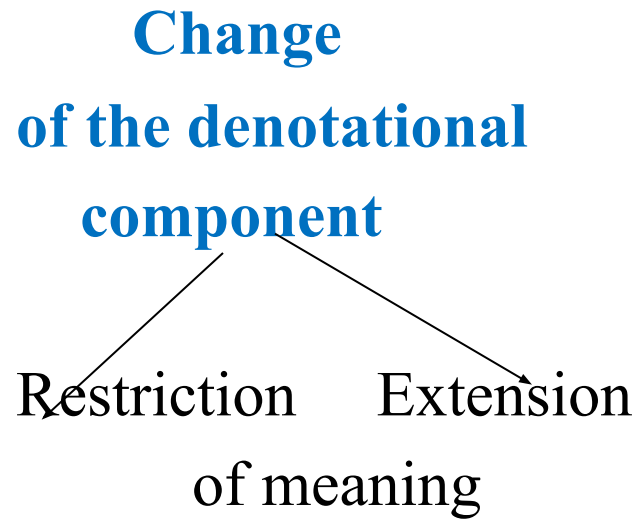 Change
of the denotational
component
Restriction Extension
of meaning